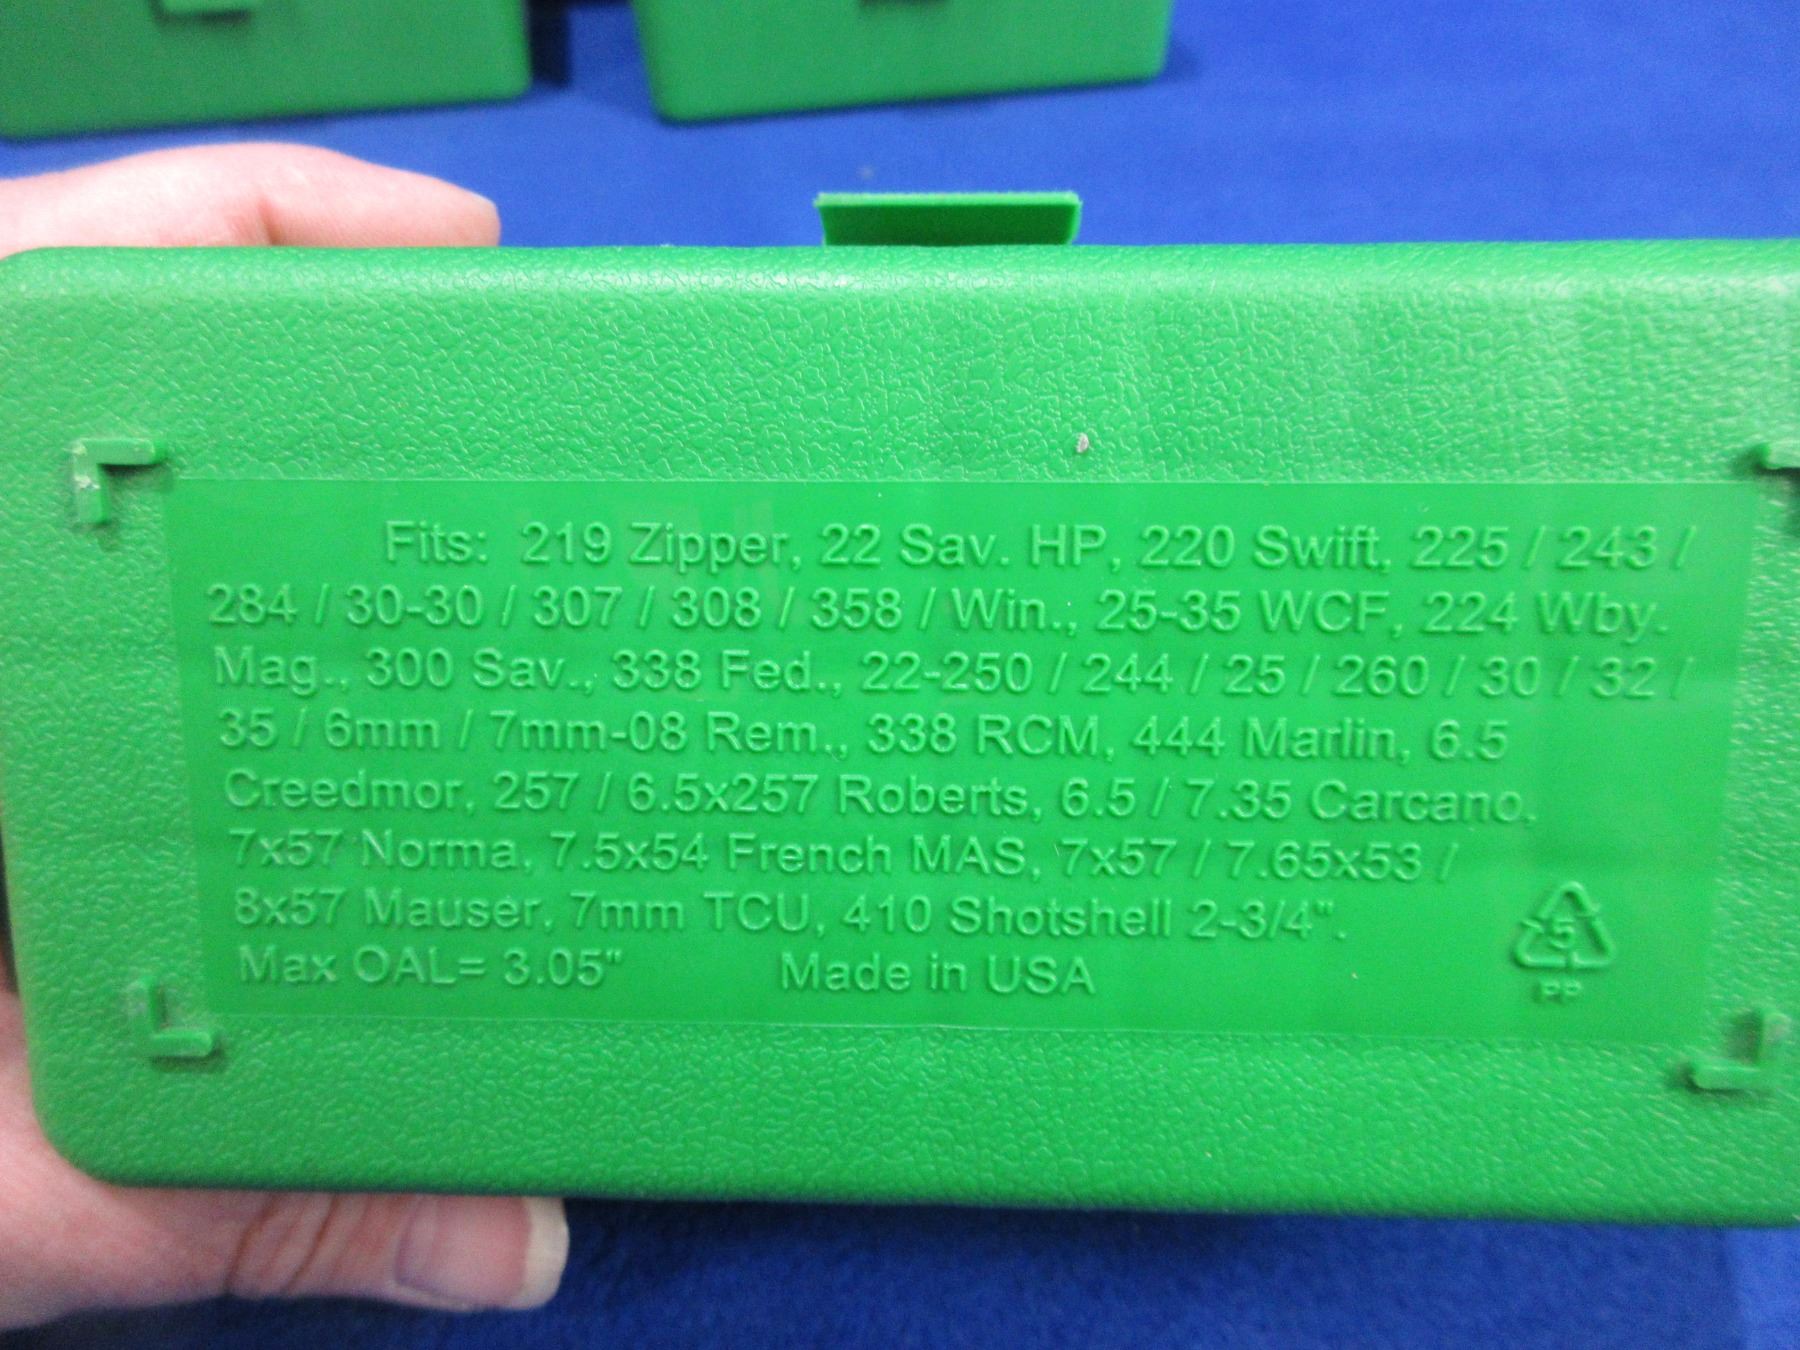 Fits: 219 Zipper, 22 Sav. HP, 220 Swift, 225 / 243 /
284 / 30-30 / 307 / 308 / 358 / Win., 25-35 WCF, 224 Wby.
Mag., 300 Sav., 338 Fed., 22-250 / 244 / 25 / 260 / 30 / 32 /
35 / 6mm / 7mm-08 Rem., 338 RCM, 444 Marlin, 6.5
Creedmor, 257 / 6.5x257 Roberts, 6.5 / 7.35 Carcano,
7x57 Norma, 7.5x54 French MAS, 7x57 / 7.65x53 /
8x57 Mauser, 7mm TCU, 410 Shotshell 2-3/4".
Max OAL= 3.05" Made in USA
5
PP